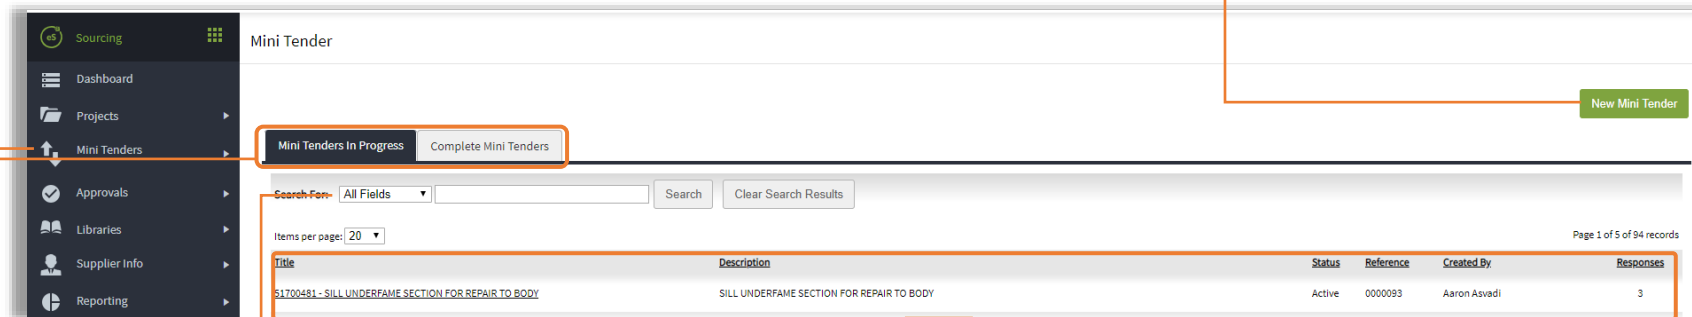 eS Sourcing
Mini Tender
Dashboard
New Mini Tender
Projects
Mini Tenders
Mini Tenders In Progress Complete Mini Tenders
Approvals
Search For: All Fields Search Clear Search Results
Libraries
Items per page: 20 Page 1 of 5 of 94 records
Supplier Info
Title Description Status Reference Created By Responses
Reporting
51700481 - SILL UNDERFAME SECTION FOR REPAIR TO BODY SILL UNDERFAME SECTION FOR REPAIR TO BODY Active 0000093 Aaron Asvadi 3